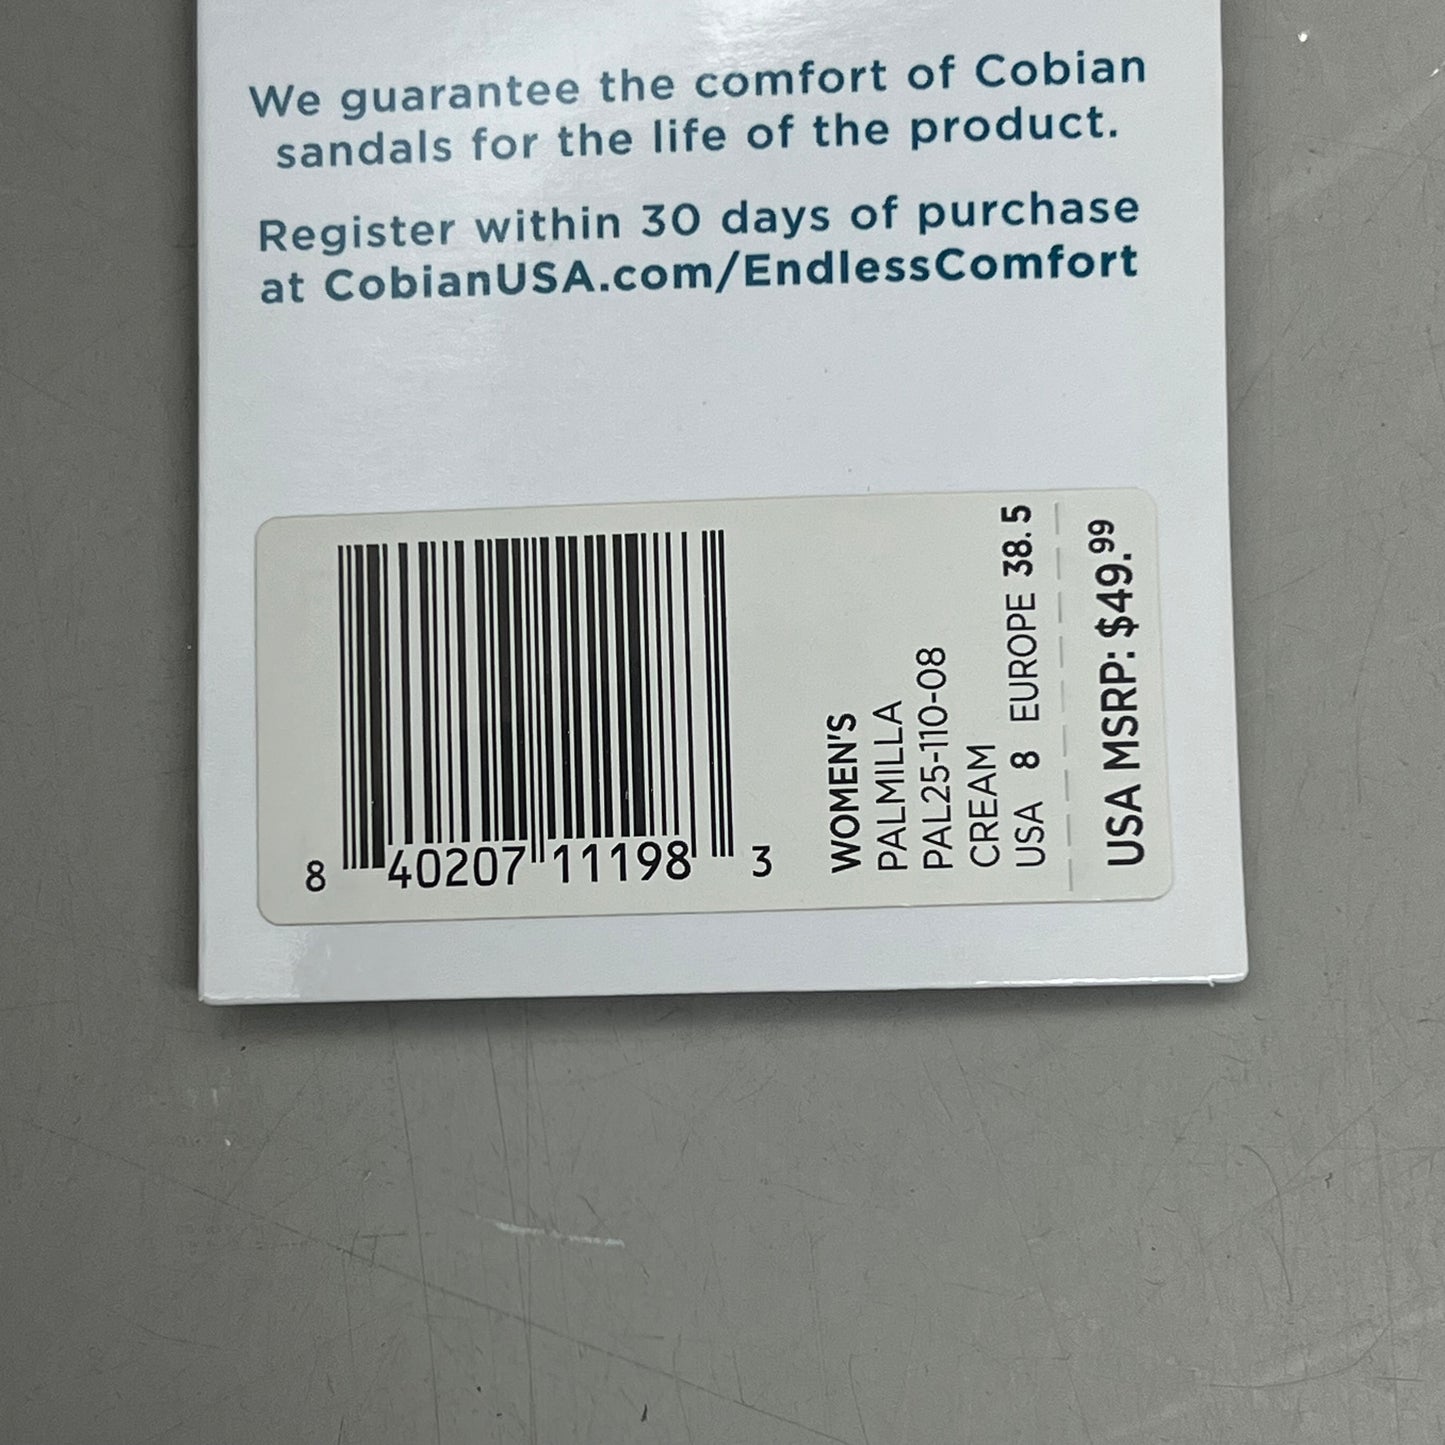 We guarantee the comfort of Cobian
sandals for the life of the product.
Register within 30 days of purchase
at CobianUSA.com/EndlessComfort
8 40207 11198 3
WOMEN'S
PALMILLA
PAL25-110-08
CREAM
USA 8 EUROPE 38.5
USA MSRP: $49.99